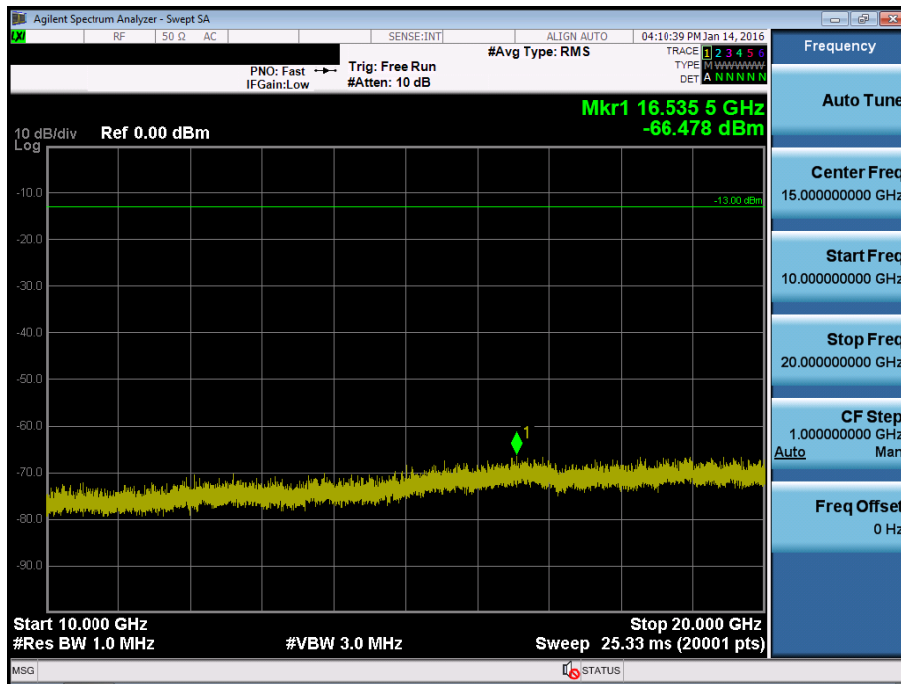 Agilent Spectrum Analyzer - Swept SA
LXI RF 50 Ω AC SENSE:INT ALIGN AUTO 04:10:39 PM Jan 14, 2016
#Avg Type: RMS TRACE 1 2 3 4 5 6
PNO: Fast Trig: Free Run TYPE M WWWWW
IFGain:Low #Atten: 10 dB DET A N N N N N
Mkr1 16.535 5 GHz
-66.478 dBm
10 dB/div Ref 0.00 dBm
Log
-10.0
-13.00 dBm
-20.0
-30.0
-40.0
-50.0
-60.0
1
-70.0
-80.0
-90.0
Start 10.000 GHz Stop 20.000 GHz
#Res BW 1.0 MHz #VBW 3.0 MHz Sweep 25.33 ms (20001 pts)
MSG STATUS
Frequency
Auto Tune
Center Freq
15.000000000 GHz
Start Freq
10.000000000 GHz
Stop Freq
20.000000000 GHz
CF Step
1.000000000 GHz
Auto Man
Freq Offset
0 Hz